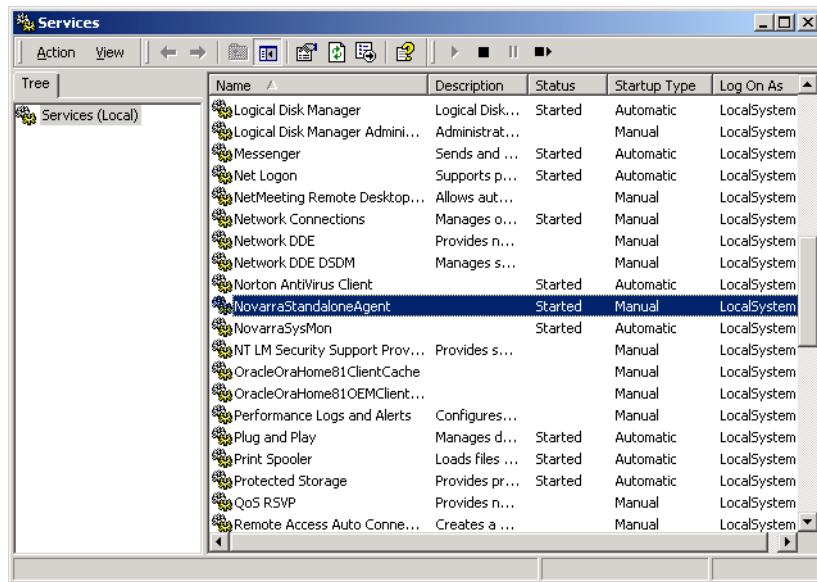 Services
Action View
Tree
Services (Local)
Name Description Status Startup Type Log On As
Logical Disk Manager Logical Disk... Started Automatic LocalSystem
Logical Disk Manager Admini... Administrat... Manual LocalSystem
Messenger Sends and ... Started Automatic LocalSystem
Net Logon Supports p... Started Automatic LocalSystem
NetMeeting Remote Desktop... Allows aut... Manual LocalSystem
Network Connections Manages o... Started Manual LocalSystem
Network DDE Provides n... Manual LocalSystem
Network DDE DSDM Manages s... Manual LocalSystem
Norton AntiVirus Client Started Automatic LocalSystem
NovarraStandaloneAgent Started Manual LocalSystem
NovarraSysMon Started Automatic LocalSystem
NT LM Security Support Prov... Provides s... Manual LocalSystem
OracleOraHome81ClientCache Manual LocalSystem
OracleOraHome81OEMClient... Manual LocalSystem
Performance Logs and Alerts Configures... Manual LocalSystem
Plug and Play Manages d... Started Automatic LocalSystem
Print Spooler Loads files ... Started Automatic LocalSystem
Protected Storage Provides pr... Started Automatic LocalSystem
QoS RSVP Provides n... Manual LocalSystem
Remote Access Auto Conne... Creates a ... Manual LocalSystem